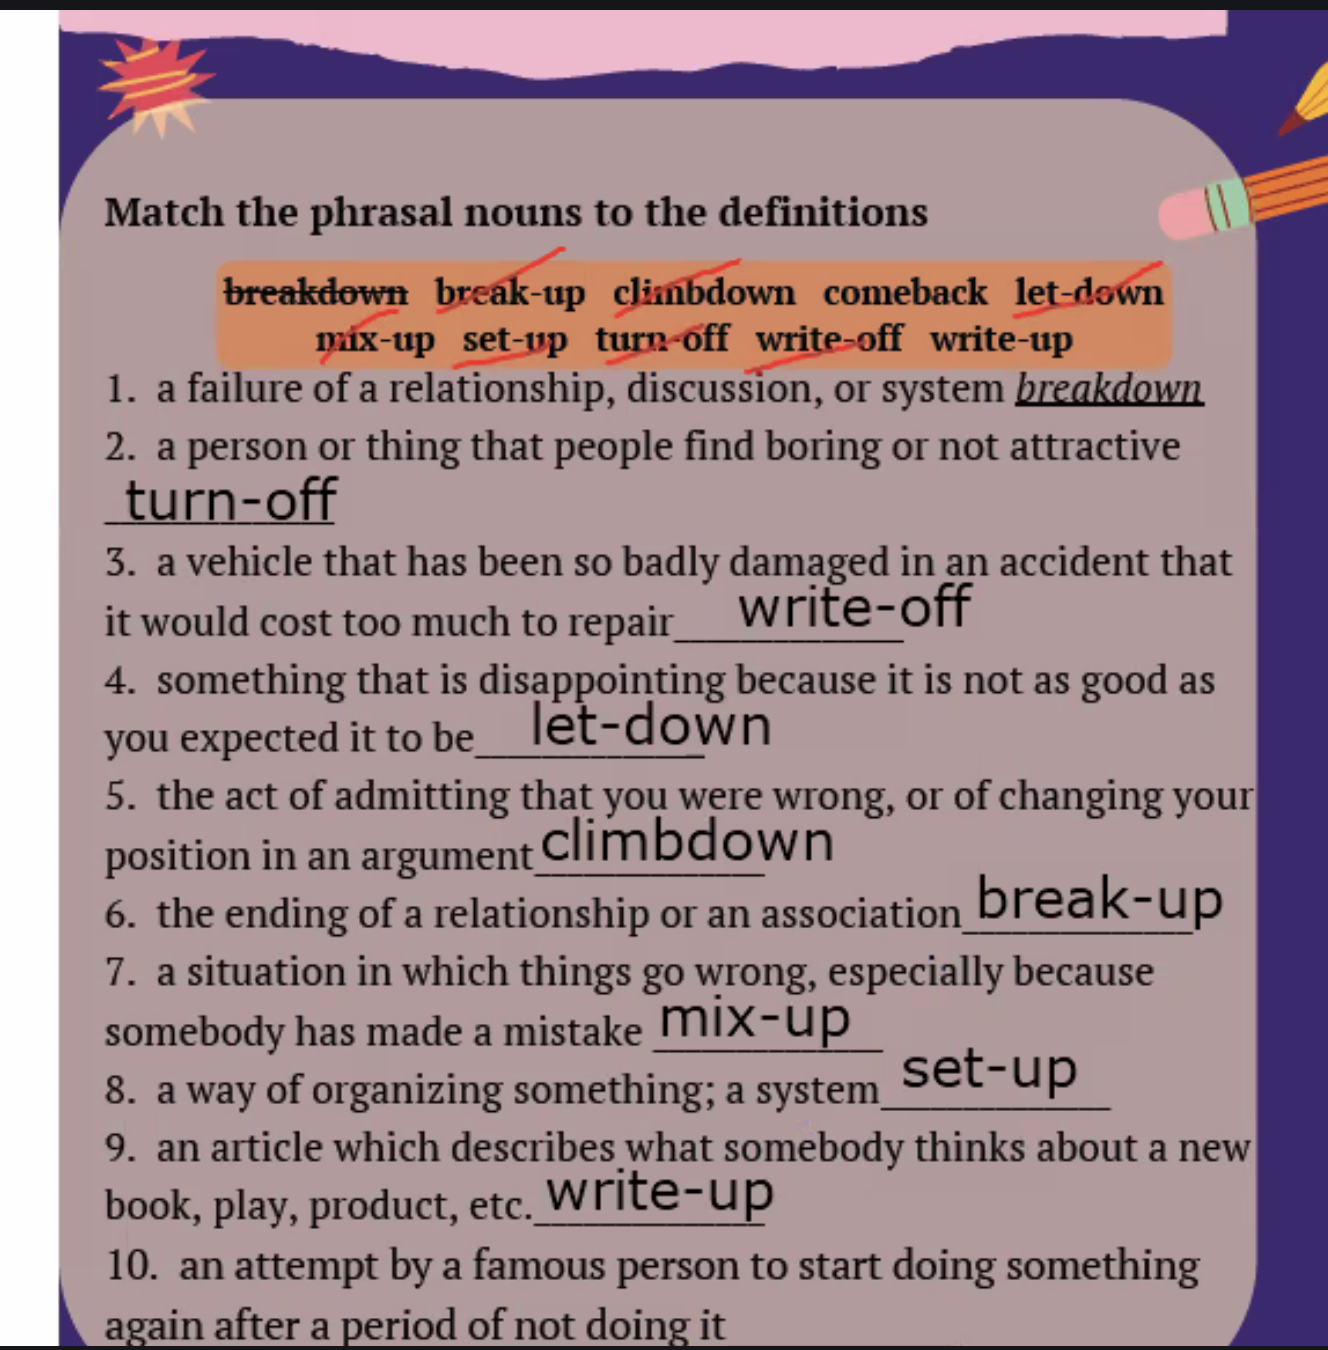 Match the phrasal nouns to the definitions
breakdown break-up climbdown comeback let-down
mix-up set-up turn-off write-off write-up
1. a failure of a relationship, discussion, or system breakdown
2. a person or thing that people find boring or not attractive
turn-off
3. a vehicle that has been so badly damaged in an accident that
it would cost too much to repair write-off
4. something that is disappointing because it is not as good as
you expected it to be let-down
5. the act of admitting that you were wrong, or of changing your
position in an argument climbdown
6. the ending of a relationship or an association break-up
7. a situation in which things go wrong, especially because
somebody has made a mistake mix-up
8. a way of organizing something; a system set-up
9. an article which describes what somebody thinks about a new
book, play, product, etc. write-up
10. an attempt by a famous person to start doing something
again after a period of not doing it